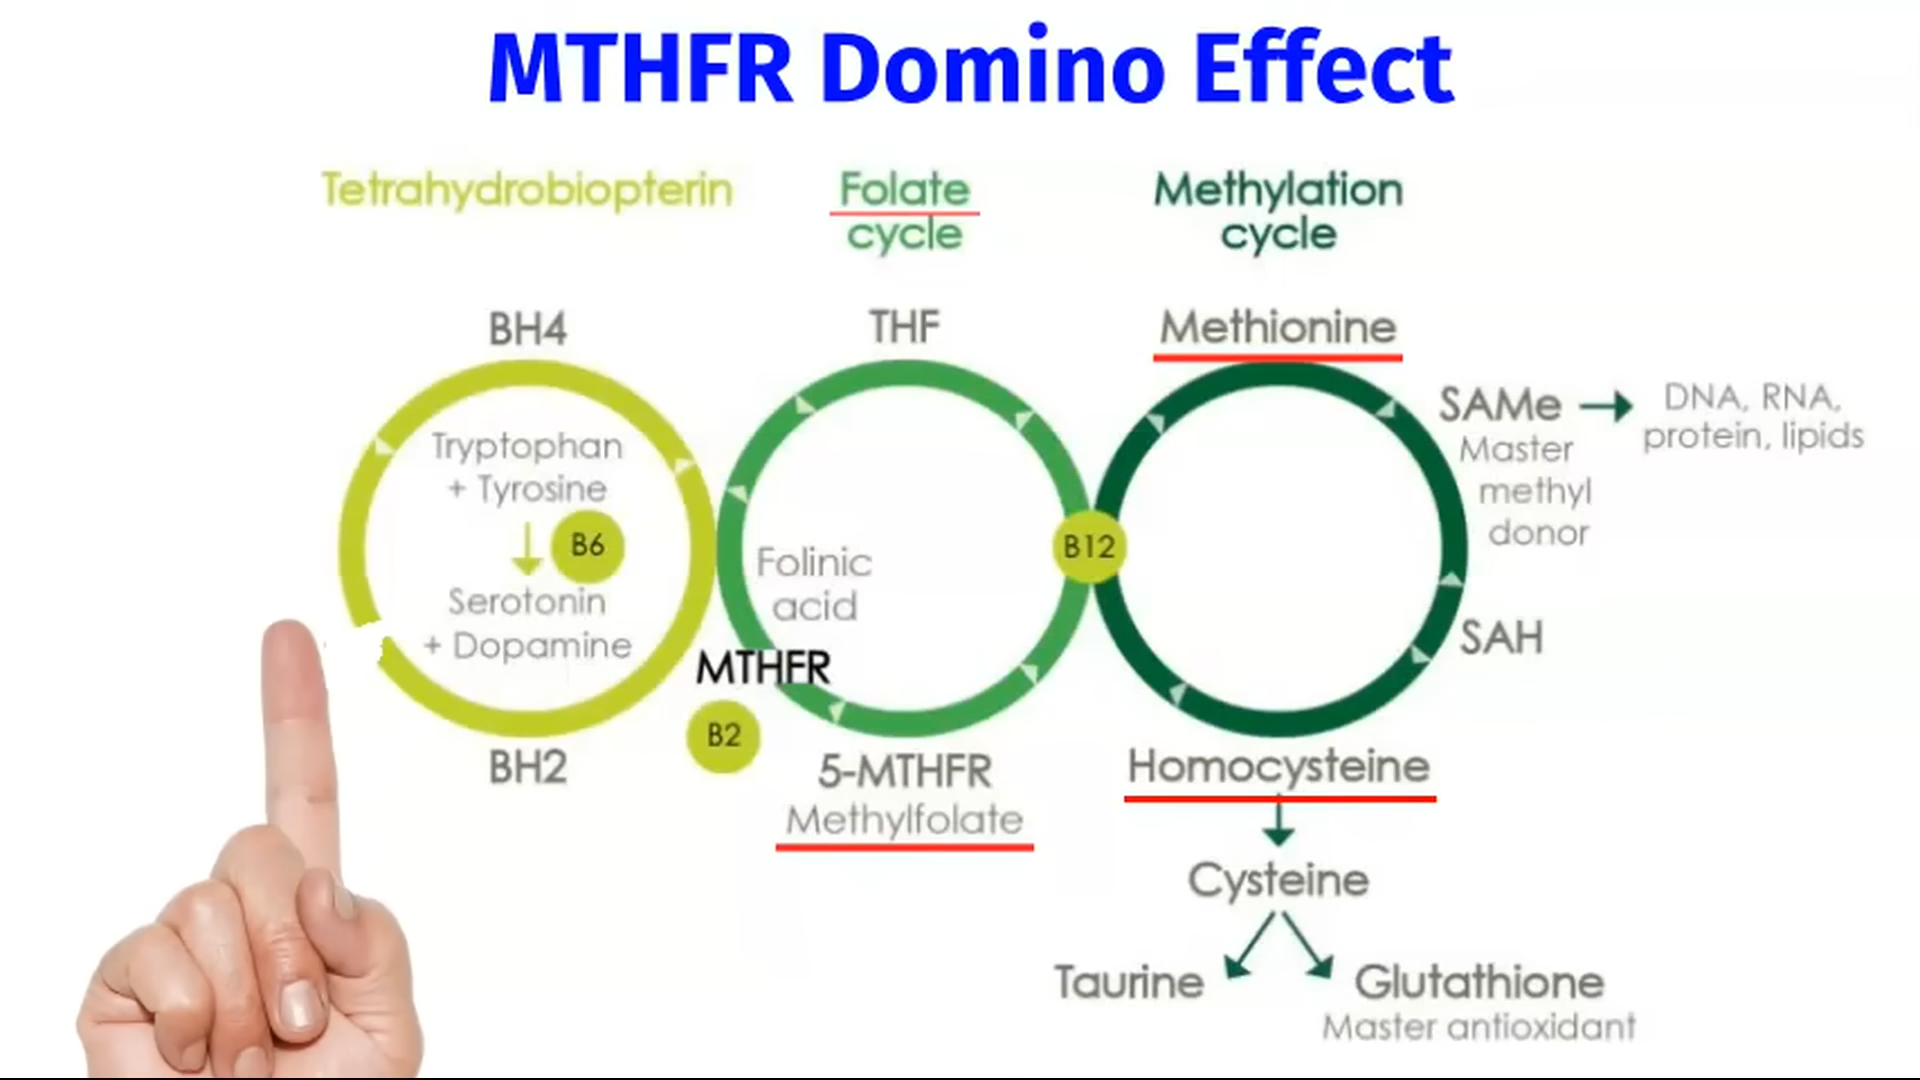 MTHFR Domino Effect
Tetrahydrobiopterin
Folate
cycle
Methylation
cycle
BH4
THF
Methionine
Tryptophan
+ Tyrosine
B6
Serotonin
+ Dopamine
BH2
Folinic
acid
MTHFR
B2
5-MTHFR
Methylfolate
B12
SAMe
Master
methyl
donor
DNA, RNA,
protein, lipids
SAH
Homocysteine
Cysteine
Taurine
Glutathione
Master antioxidant